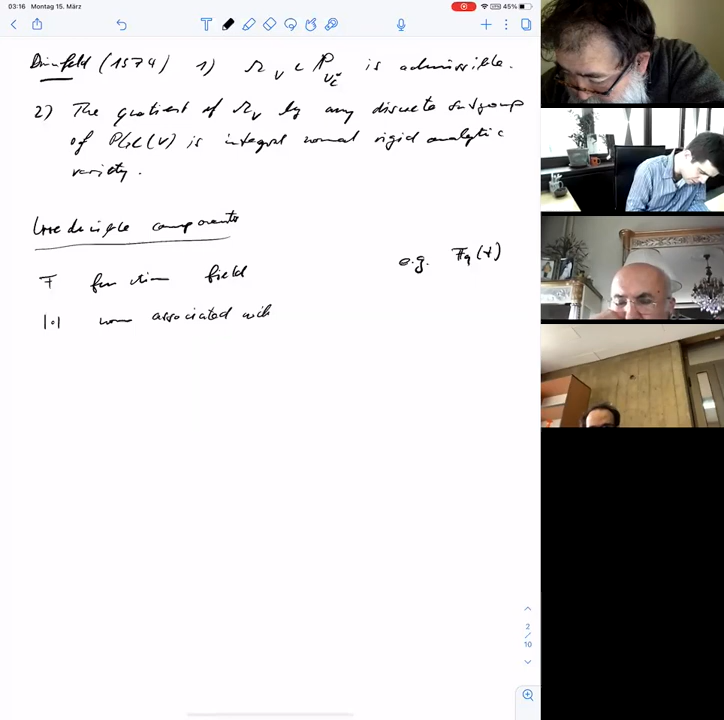 03:16 Montag 15. März
45%
Drinfeld (1974) 1) Ω_V ⊂ P_{V_C} is admissible.
2) The quotient of Ω_V by any discrete subgroup
of PGL(V) is integral normal rigid analytic
variety.
Irreducible components
F function field e.g. F_q(t)
|·| norm associated with
2
/
10